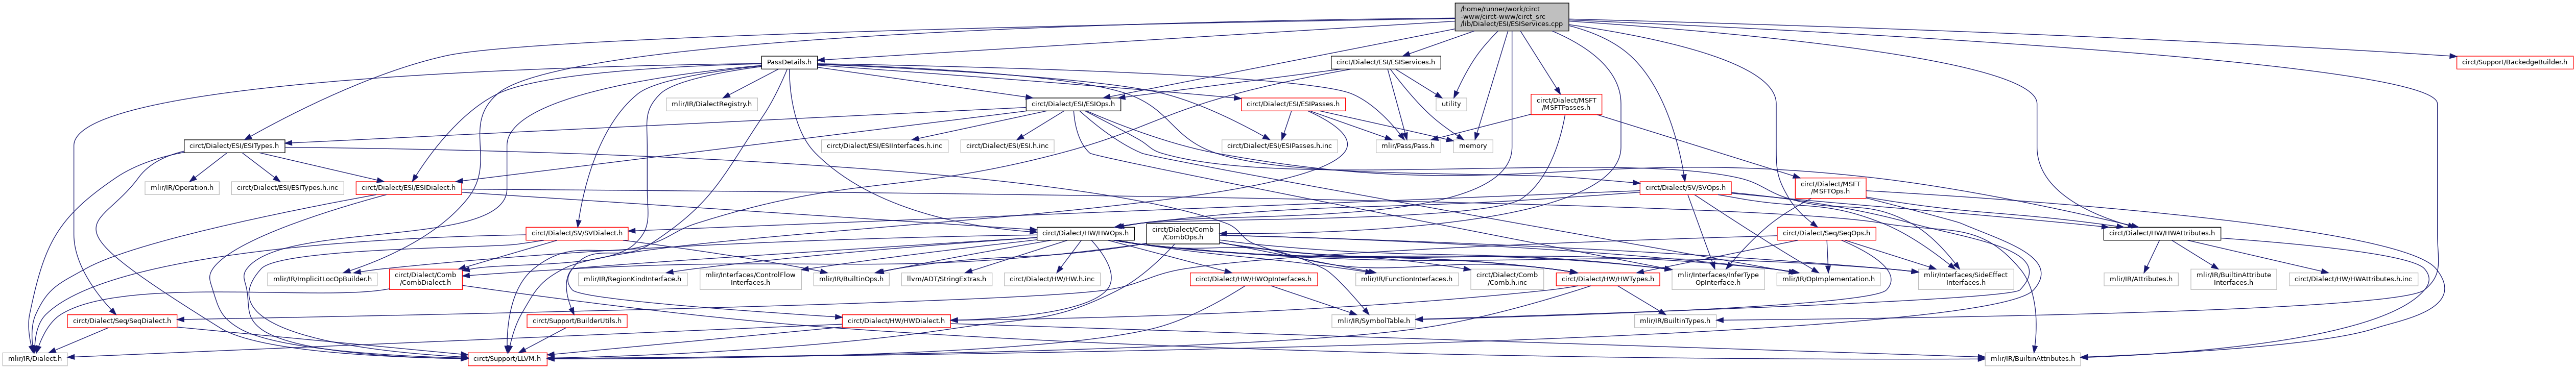 /home/runner/work/circt
-www/circt-www/circt_src
/lib/Dialect/ESI/ESIServices.cpp
PassDetails.h
circt/Dialect/ESI/ESIServices.h
circt/Support/BackedgeBuilder.h
mlir/IR/DialectRegistry.h
circt/Dialect/ESI/ESIOps.h
circt/Dialect/ESI/ESIPasses.h
utility
circt/Dialect/MSFT
/MSFTPasses.h
circt/Dialect/ESI/ESITypes.h
circt/Dialect/ESI/ESIInterfaces.h.inc
circt/Dialect/ESI/ESI.h.inc
circt/Dialect/ESI/ESIPasses.h.inc
mlir/Pass/Pass.h
memory
mlir/IR/Operation.h
circt/Dialect/ESI/ESITypes.h.inc
circt/Dialect/ESI/ESIDialect.h
circt/Dialect/SV/SVOps.h
circt/Dialect/MSFT
/MSFTOps.h
circt/Dialect/SV/SVDialect.h
circt/Dialect/HW/HWOps.h
circt/Dialect/Comb
/CombOps.h
circt/Dialect/Seq/SeqOps.h
circt/Dialect/HW/HWAttributes.h
mlir/IR/ImplicitLocOpBuilder.h
circt/Dialect/Comb
/CombDialect.h
mlir/IR/RegionKindInterface.h
mlir/Interfaces/ControlFlow
Interfaces.h
mlir/IR/BuiltinOps.h
llvm/ADT/StringExtras.h
circt/Dialect/HW/HW.h.inc
circt/Dialect/HW/HWOpInterfaces.h
mlir/IR/FunctionInterfaces.h
circt/Dialect/Comb
/Comb.h.inc
circt/Dialect/HW/HWTypes.h
mlir/Interfaces/InferType
OpInterface.h
mlir/IR/OpImplementation.h
mlir/Interfaces/SideEffect
Interfaces.h
mlir/IR/Attributes.h
mlir/IR/BuiltinAttribute
Interfaces.h
circt/Dialect/HW/HWAttributes.h.inc
circt/Dialect/Seq/SeqDialect.h
circt/Support/BuilderUtils.h
circt/Dialect/HW/HWDialect.h
mlir/IR/SymbolTable.h
mlir/IR/BuiltinTypes.h
mlir/IR/Dialect.h
circt/Support/LLVM.h
mlir/IR/BuiltinAttributes.h